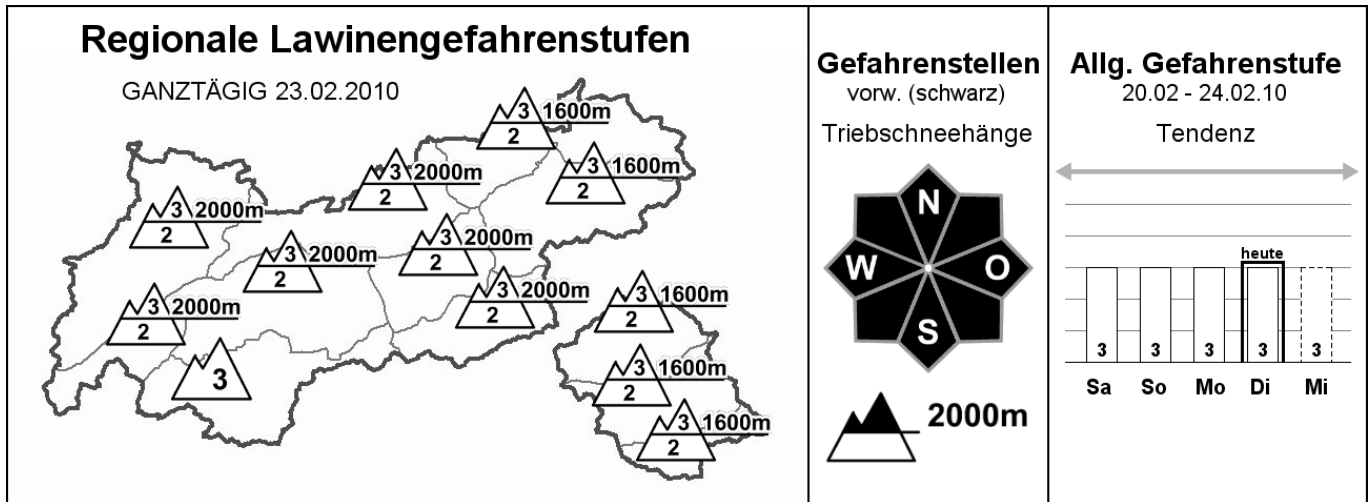 Regionale Lawinengefahrenstufen
GANZTÄGIG 23.02.2010
3 1600m
2
3 1600m
2
3 2000m
2
3 2000m
2
3 2000m
2
3 2000m
2
3 2000m
2
3 2000m
2
3 1600m
2
3
3 1600m
2
3 1600m
2
Gefahrenstellen
vorw. (schwarz)
Triebschneehänge
N
W O
S
2000m
Allg. Gefahrenstufe
20.02 - 24.02.10
Tendenz
heute
3 3 3 3 3
Sa So Mo Di Mi